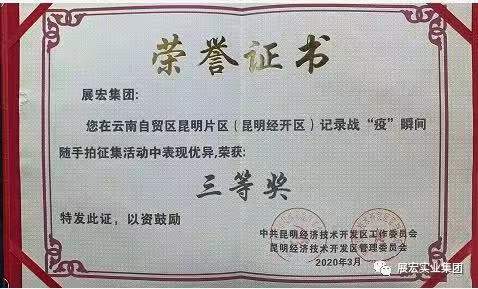 荣誉证书
展宏集团:
您在云南自贸区昆明片区(昆明经开区)记录战“疫”瞬间
随手拍征集活动中表现优异,荣获:
三等奖
特发此证，以资鼓励
中共昆明经济技术开发区工作委员会
昆明经济技术开发区管理委员会
2020年3月
展宏实业集团